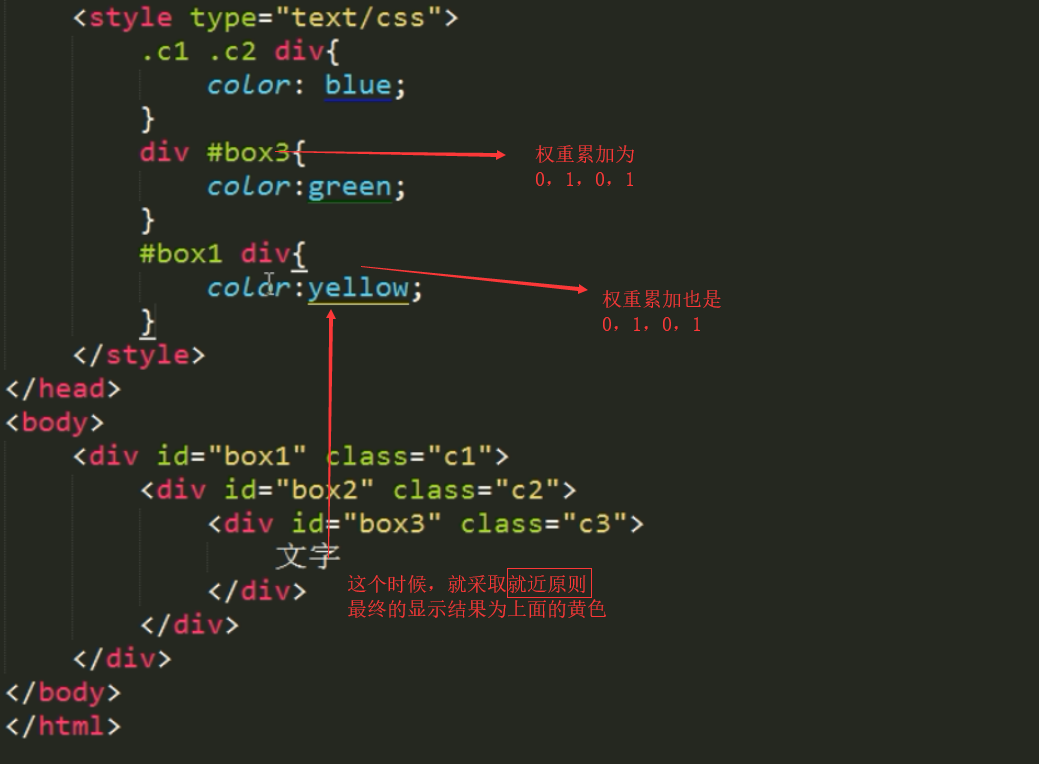 <style type="text/css">
.c1 .c2 div{
color: blue;
}
div #box3{
权重累加为
0，1，0，1
color:green;
}
#box1 div{
color:yellow;
权重累加也是
0，1，0，1
}
</style>
</head>
<body>
<div id="box1" class="c1">
<div id="box2" class="c2">
<div id="box3" class="c3">
文字
这个时候，就采取就近原则
最终的显示结果为上面的黄色
</div>
</div>
</div>
</body>
</html>